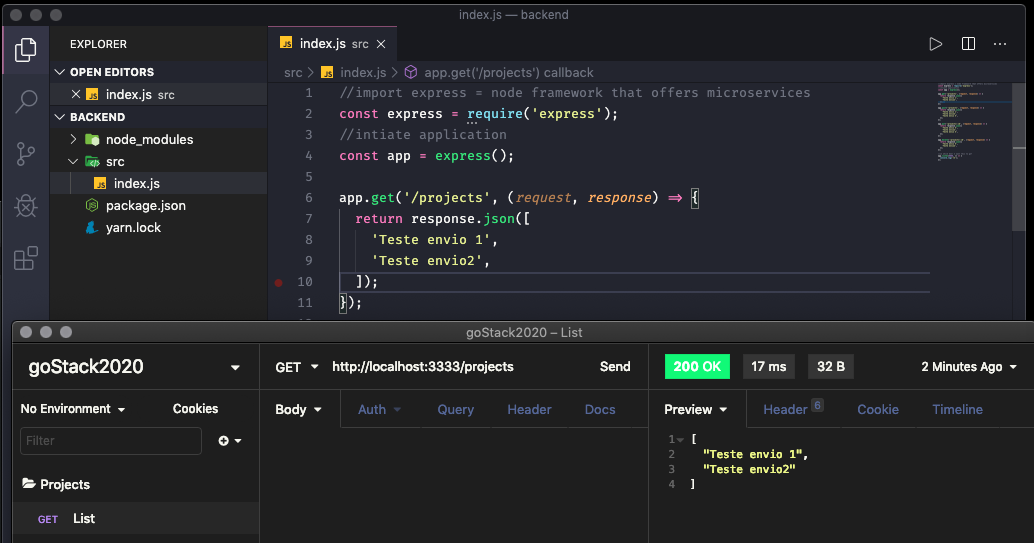 index.js — backend
EXPLORER
OPEN EDITORS
index.js src
BACKEND
node_modules
src
index.js
package.json
yarn.lock
index.js src
src > index.js > app.get('/projects') callback
1 //import express = node framework that offers microservices
2 const express = require('express');
3 //intiate application
4 const app = express();
5
6 app.get('/projects', (request, response) => {
7 return response.json([
8 'Teste envio 1',
9 'Teste envio2',
10 ]);
11 });
goStack2020 – List
goStack2020
GET http://localhost:3333/projects Send
200 OK 17 ms 32 B 2 Minutes Ago
No Environment Cookies
Body Auth Query Header Docs
Preview Header 6 Cookie Timeline
Filter
1 [
2 "Teste envio 1",
3 "Teste envio2"
4 ]
Projects
GET List